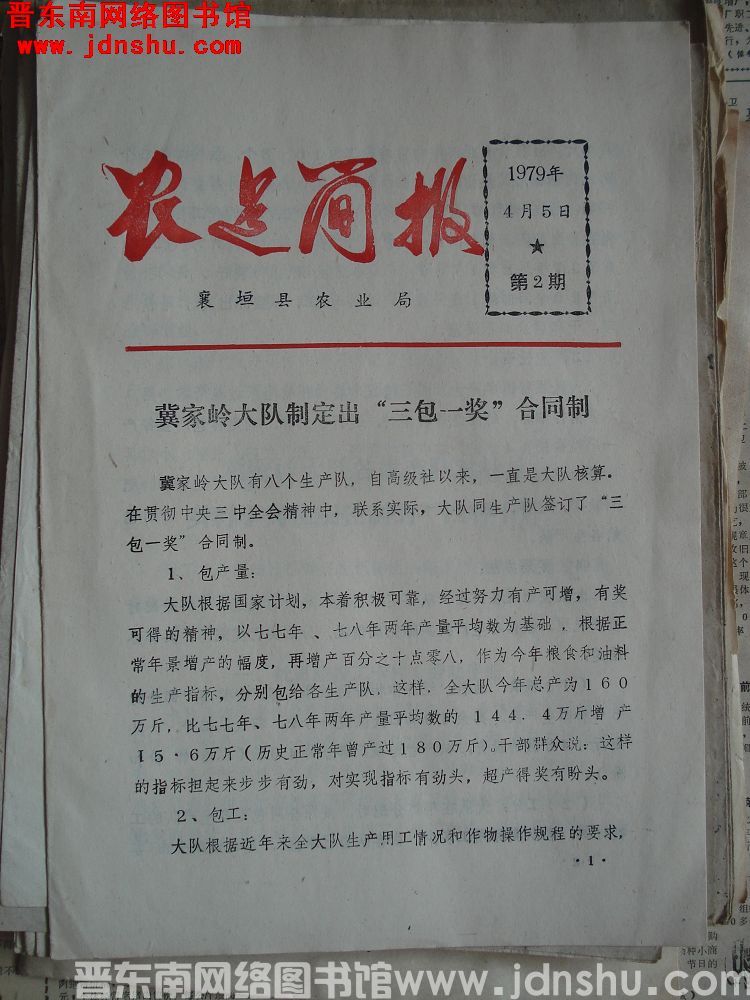 晋东南网络图书馆
www.jdnshu.com
农运简报
1979年
4月5日
★
第2期
襄垣县农业局
冀家岭大队制定出“三包一奖”合同制
冀家岭大队有八个生产队，自高级社以来，一直是大队核算。
在贯彻中央三中全会精神中，联系实际，大队同生产队签订了“三
包一奖”合同制。
1、包产量：
大队根据国家计划，本着积极可靠，经过努力有产可增，有奖
可得的精神，以七七年、七八年两年产量平均数为基础，根据正
常年景增产的幅度，再增产百分之十点零八，作为今年粮食和油料
的生产指标，分别包给各生产队，这样，全大队今年总产为160
万斤，比七七年、七八年两年产量平均数的144.4万斤增产
15.6万斤（历史正常年曾产过180万斤）。干部群众说：这样
的指标担起来步步有劲，对实现指标有劲头，超产得奖有盼头。
2、包工：
大队根据近年来全大队生产用工情况和作物操作规程的要求，
·1·
晋东南网络图书馆www.jdnshu.com